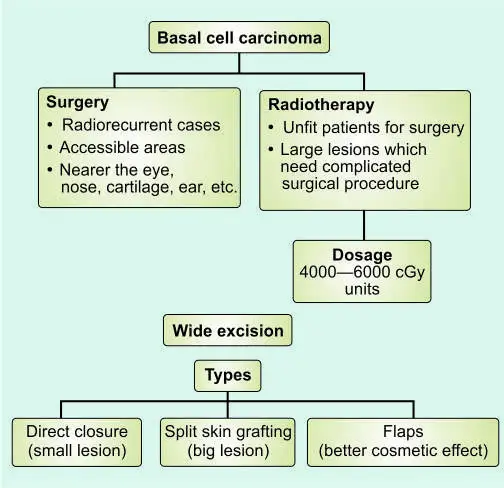 Basal cell carcinoma
Surgery
• Radiorecurrent cases
• Accessible areas
• Nearer the eye,
nose, cartilage, ear, etc.
Radiotherapy
• Unfit patients for surgery
• Large lesions which
need complicated
surgical procedure
Dosage
4000—6000 cGy
units
Wide excision
Types
Direct closure
(small lesion)
Split skin grafting
(big lesion)
Flaps
(better cosmetic effect)